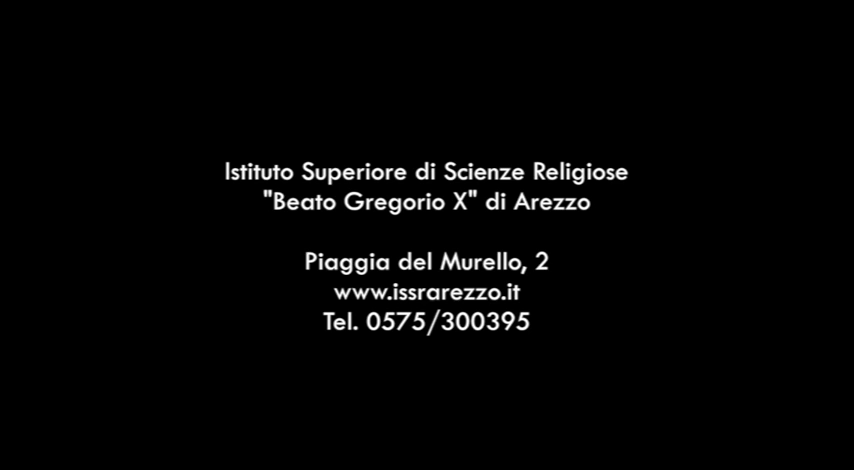 Istituto Superiore di Scienze Religiose
"Beato Gregorio X" di Arezzo
Piaggia del Murello, 2
www.issrarezzo.it
Tel. 0575/300395